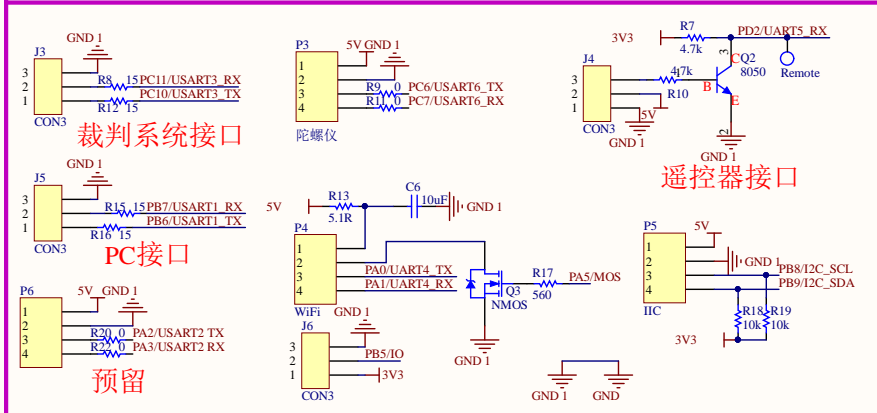 J3
GND 1
3
2
1
R8 15 PC11/USART3_RX
PC10/USART3_TX
R12 15
CON3
裁判系统接口
P3
5V GND 1
1
2
3
4
R9 0 PC6/USART6_TX
R11 0 PC7/USART6_RX
陀螺仪
R7
3V3
4.7k
PD2/UART5_RX
3
C
Q2
8050
Remote
J4
3
2
1
4.7k
R10
B
E
5V
CON3
GND 1
2
GND 1
遥控器接口
J5
GND 1
3
2
1
R15 15 PB7/USART1_RX
PB6/USART1_TX
R16 15
CON3
PC接口
5V
R13
5.1R
C6
10uF
GND 1
P4
1
2
3
4
PA0/UART4_TX
PA1/UART4_RX
WiFi
Q3
NMOS
R17
560
PA5/MOS
GND 1
P5
5V
1
2
3
4
GND 1
PB8/I2C_SCL
PB9/I2C_SDA
IIC
R18
10k
R19
10k
3V3
P6
5V GND 1
1
2
3
4
R20 0 PA2/USART2 TX
R22 0 PA3/USART2 RX
预留
J6
GND 1
3
2
1
PB5/IO
3V3
CON3
GND 1
GND